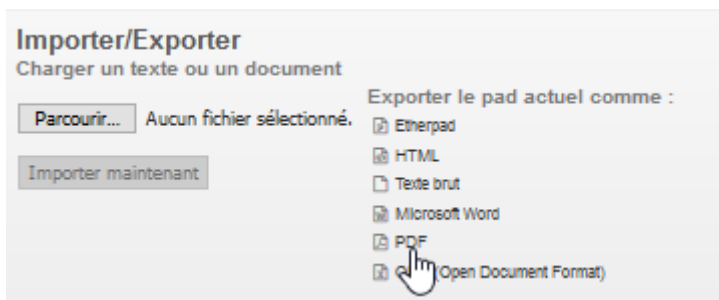 Importer/Exporter
Charger un texte ou un document
Parcourir... Aucun fichier sélectionné.
Importer maintenant
Exporter le pad actuel comme :
Etherpad
HTML
Texte brut
Microsoft Word
PDF
(Open Document Format)